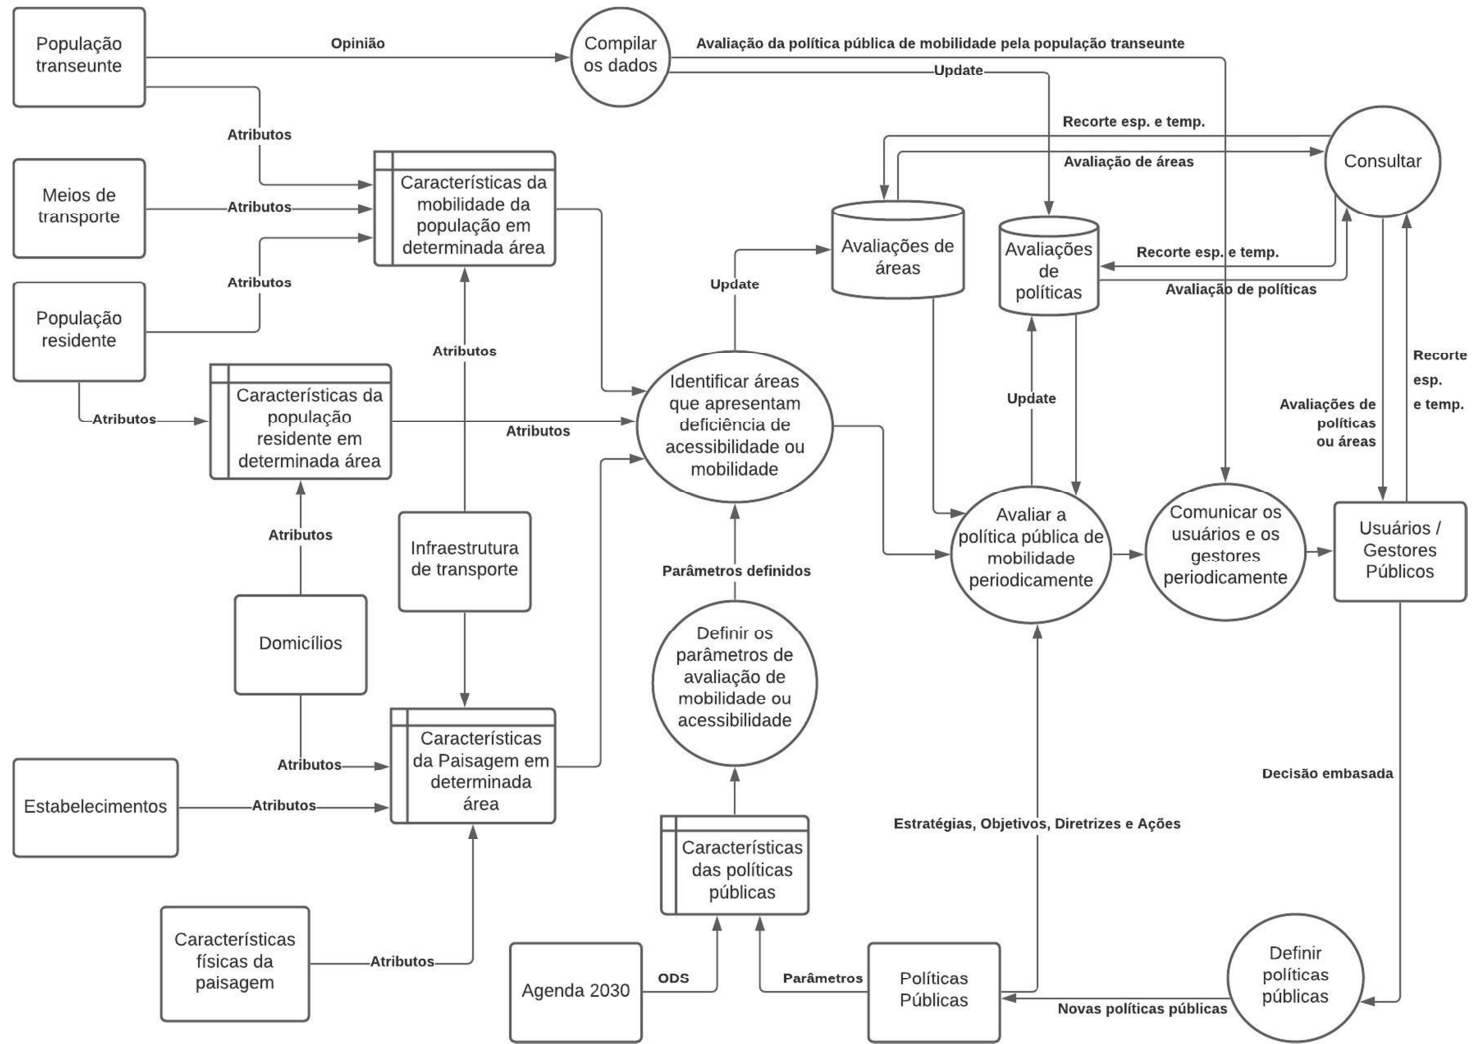 População
transeunte
Opinião
Compilar
os dados
Avaliação da política pública de mobilidade pela população transeunte
Update
Atributos
Recorte esp. e temp.
Avaliação de áreas
Consultar
Meios de
transporte
Atributos
Características da
mobilidade da
população em
determinada área
Avaliações de
áreas
Avaliações
de
políticas
Recorte esp. e temp.
Avaliação de políticas
Atributos
Update
População
residente
Atributos
Recorte
esp.
e temp.
Avaliações de
políticas
ou áreas
Update
Atributos
Características da
população
residente em
determinada área
Atributos
Identificar áreas
que apresentam
deficiência de
acessibilidade ou
mobilidade
Atributos
Infraestrutura
de transporte
Parâmetros definidos
Avaliar a
política pública de
mobilidade
periodicamente
Comunicar os
usuários e os
gestores
periodicamente
Usuários /
Gestores
Públicos
Domicílios
Definir os
parâmetros de
avaliação de
mobilidade ou
acessibilidade
Atributos
Características
da Paisagem em
determinada
área
Decisão embasada
Estabelecimentos
Atributos
Estratégias, Objetivos, Diretrizes e Ações
Características
das políticas
públicas
Características
físicas da
paisagem
Atributos
Agenda 2030
ODS
Parâmetros
Políticas
Públicas
Novas políticas públicas
Definir
políticas
públicas